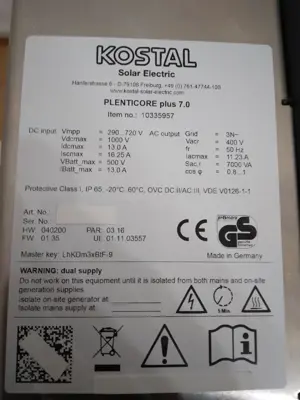 KOSTAL
Solar Electric
Hanferstrasse 6 - D-79108 Freiburg, +49 (0)761-47744-100
www.kostal-solar-electric.com
PLENTICORE plus 7.0
Item no.: 10335957
DC input Vmpp = 290...720 V AC output Grid = 3N~
Vdcmax = 1000 V Vacr = 400 V
Idcmax = 13.0 A fr = 50 Hz
Iscmax = 16.25 A Iacmax = 11.23 A
VBatt_max = 500 V Sac,r = 7000 VA
IBatt_max = 13.0 A cos φ = 0.8...1
Protective Class I, IP 65, -20°C, 60°C, OVC DC:II/AC:III, VDE V0126-1-1
Art. No.:
S/N:
HW 040200 PAR: 03.16
FW 01.35 UI: 01.11.03557
CE
Made in Germany
WARNING: dual supply
Do not work on this equipment until it is isolated from both mains and on-site
generation supplies
Isolate on-site generator at
Isolate mains supply at
5 Min